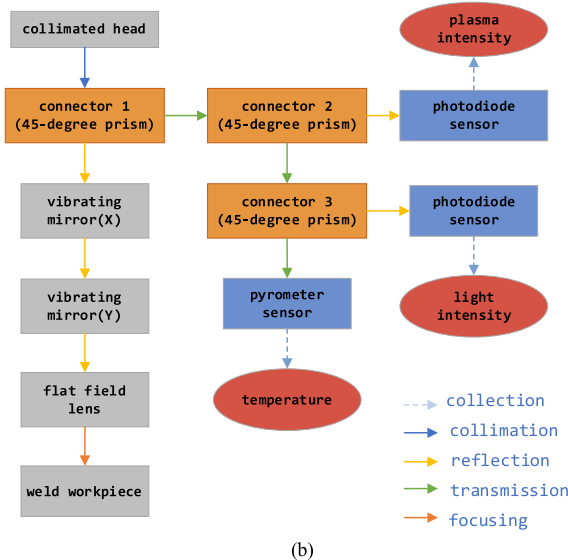 collimated head
plasma
intensity
connector 1
(45-degree prism)
connector 2
(45-degree prism)
photodiode
sensor
vibrating
mirror(X)
connector 3
(45-degree prism)
photodiode
sensor
vibrating
mirror(Y)
pyrometer
sensor
light
intensity
flat field
lens
temperature
weld workpiece
collection
collimation
reflection
transmission
focusing
(b)